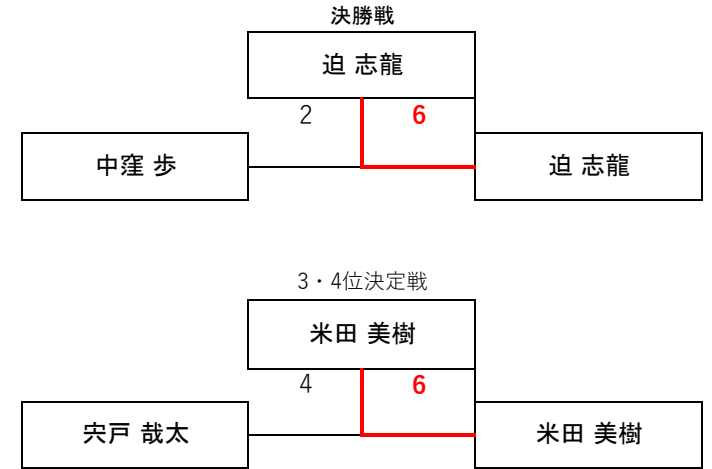 決勝戦
迫 志龍
2 6
中窪 歩
迫 志龍
3・4位決定戦
米田 美樹
4 6
宍戸 哉太
米田 美樹